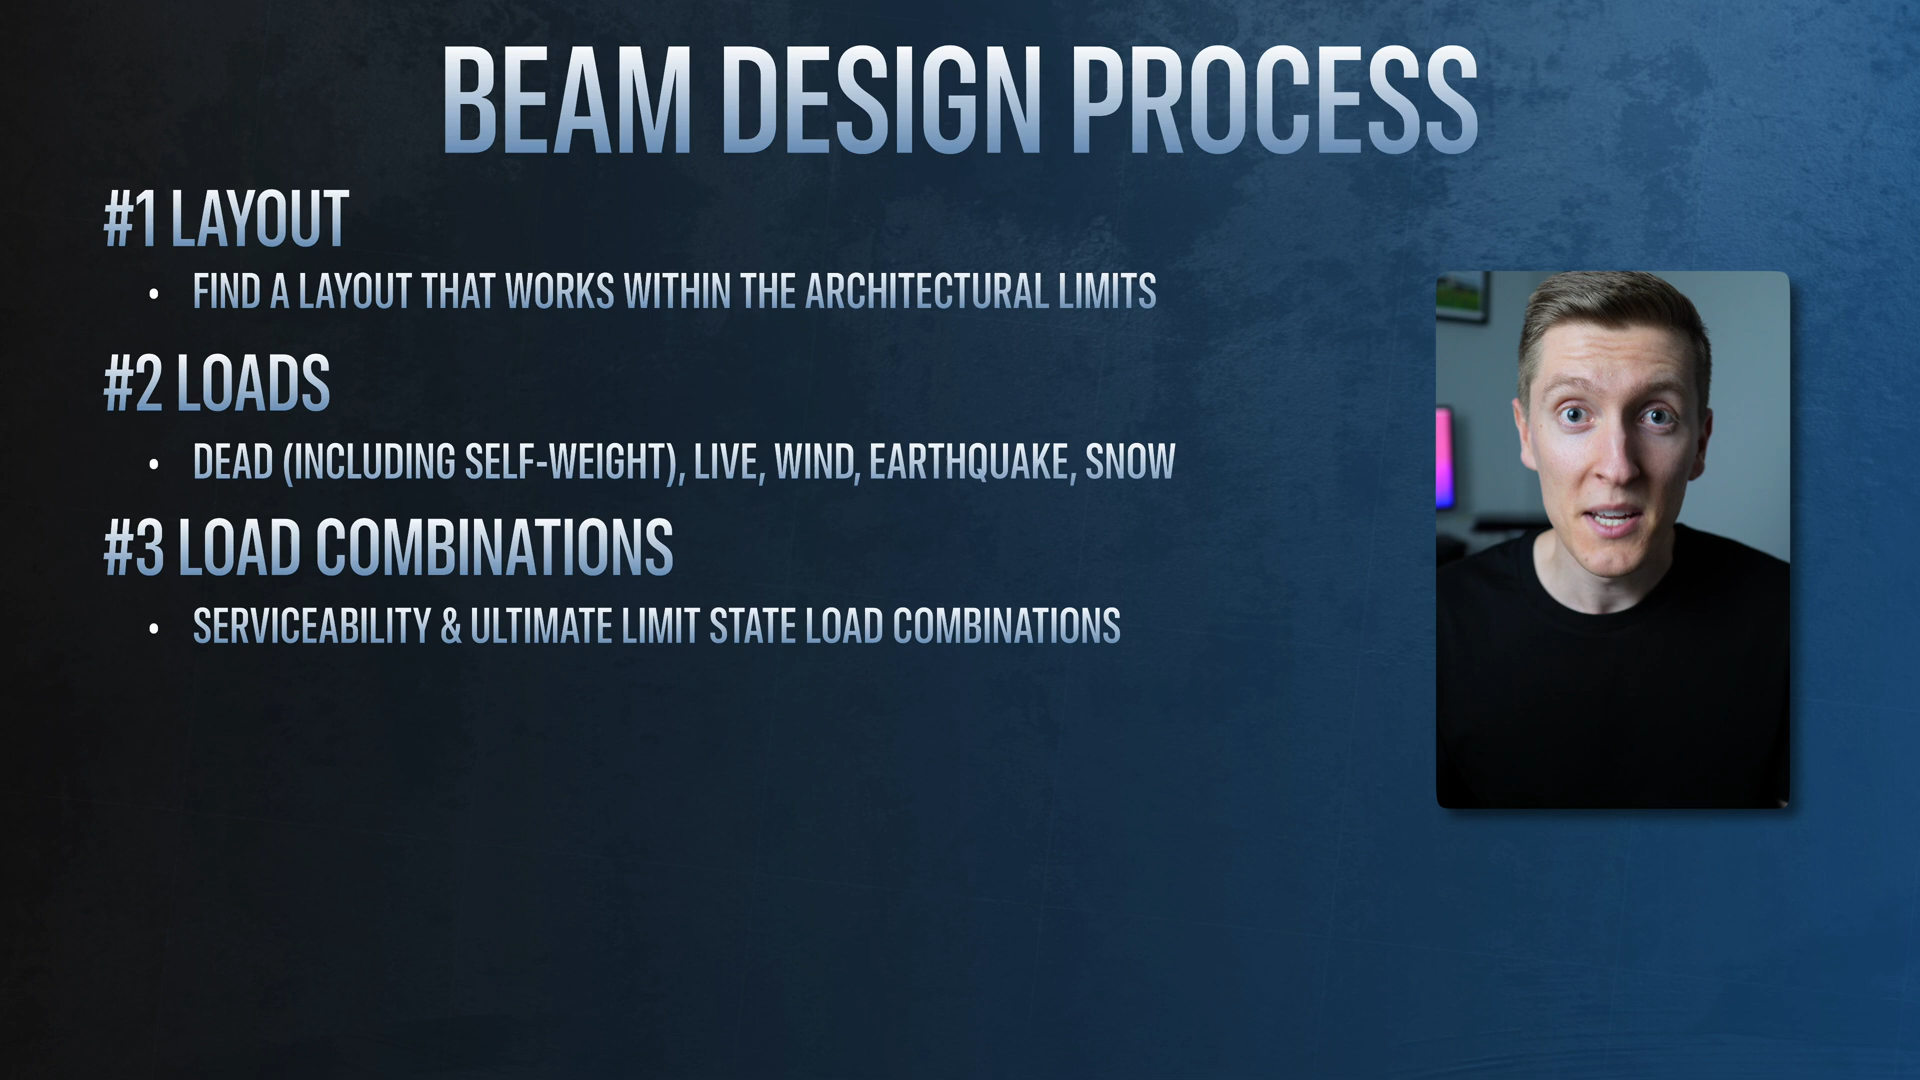 BEAM DESIGN PROCESS
#1 LAYOUT
• FIND A LAYOUT THAT WORKS WITHIN THE ARCHITECTURAL LIMITS
#2 LOADS
• DEAD (INCLUDING SELF-WEIGHT), LIVE, WIND, EARTHQUAKE, SNOW
#3 LOAD COMBINATIONS
• SERVICEABILITY & ULTIMATE LIMIT STATE LOAD COMBINATIONS